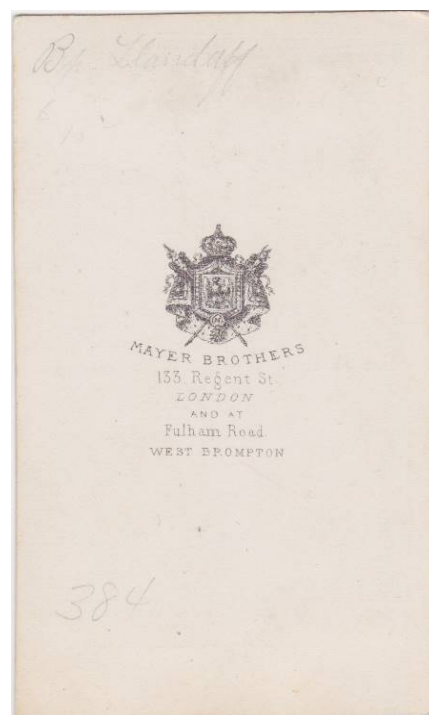 Bp. Llandaff
MAYER BROTHERS
133 Regent St.
LONDON
AND AT
Fulham Road.
WEST BROMPTON
384